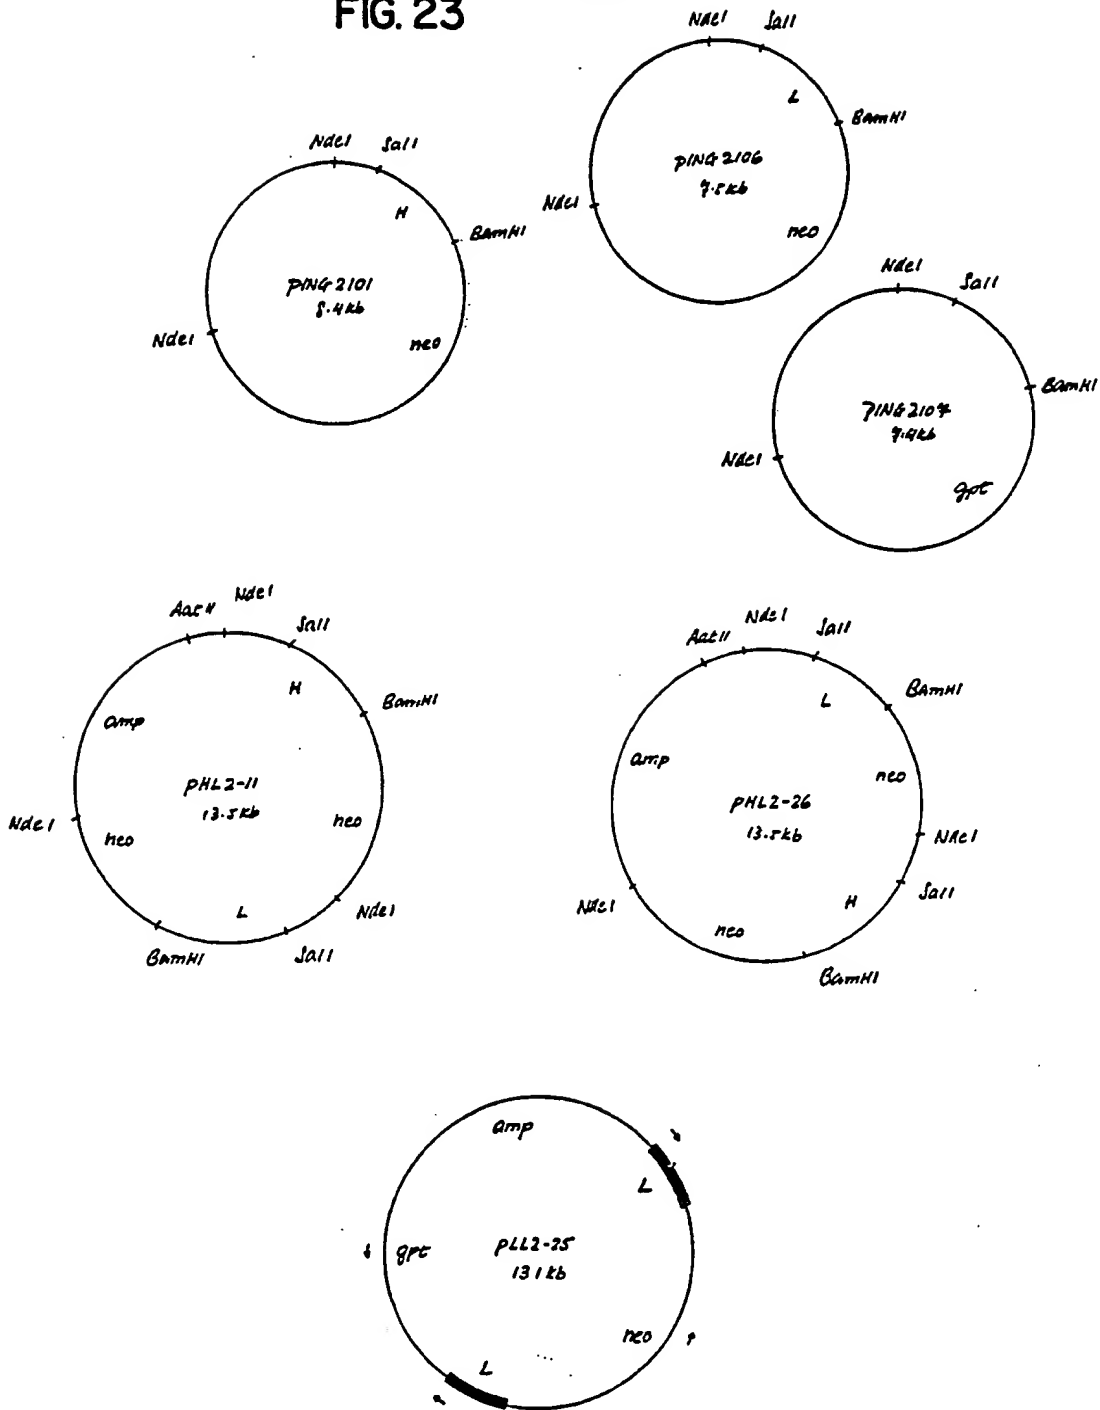 FIG. 23
NdeI SalI
L
BamHI
pING2106
7.5kb
NdeI
neo
NdeI SalI
H
BamHI
pING2101
8.4kb
NdeI
neo
NdeI
SalI
BamHI
pING2107
NdeI
gpt
AatII NdeI
SalI
H
BamHI
amp
pHL2-11
13.5kb
NdeI
neo
neo
L
NdeI
BamHI
SalI
AatII NdeI SalI
L
BamHI
amp
neo
pHL2-26
13.5kb
NdeI
SalI
NdeI
H
neo
BamHI
amp
L
gpt
pLL2-25
13.1kb
neo
L